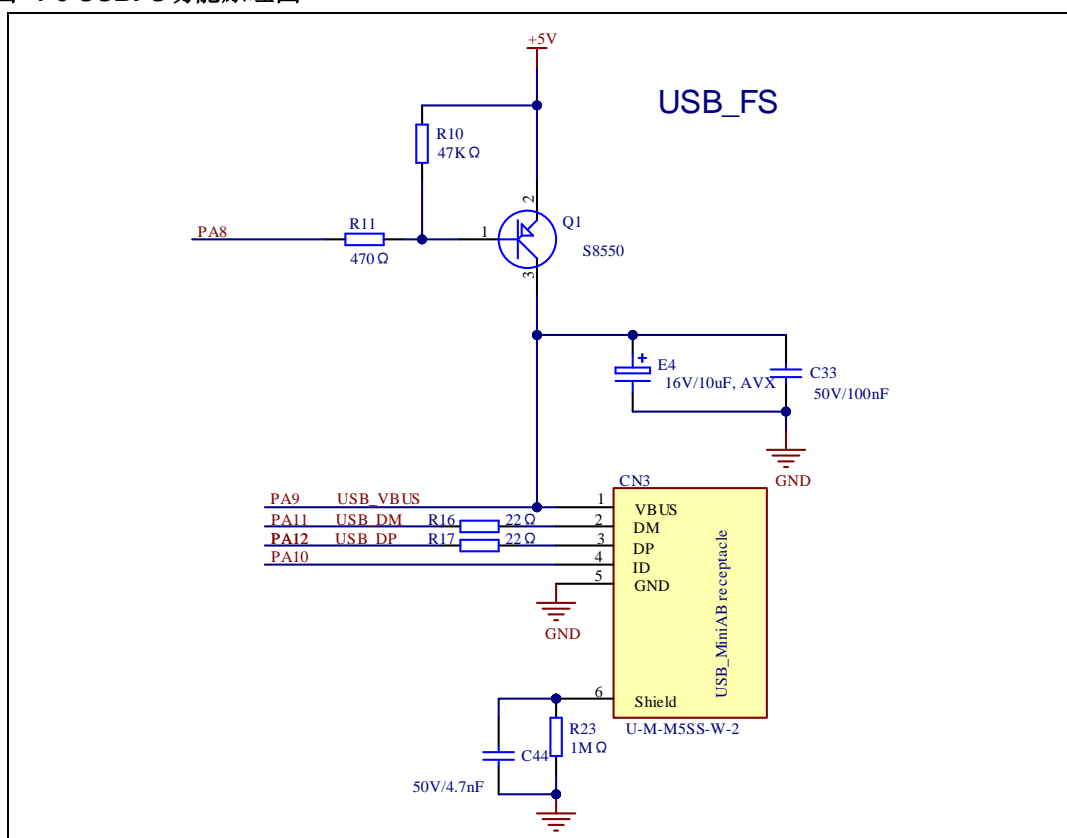 +5V
USB_FS
R10
47KΩ
2
R11
PA8
1
Q1
470Ω
S8550
3
E4
16V/10uF, AVX
C33
50V/100nF
GND
CN3
PA9 USB_VBUS 1 VBUS
PA11 USB_DM R16 22Ω 2 DM
PA12 USB_DP R17 22Ω 3 DP
PA10 4 ID
5 GND
GND
USB_MiniAB receptacle
6 Shield
U-M-M5SS-W-2
R23
1MΩ
C44
50V/4.7nF